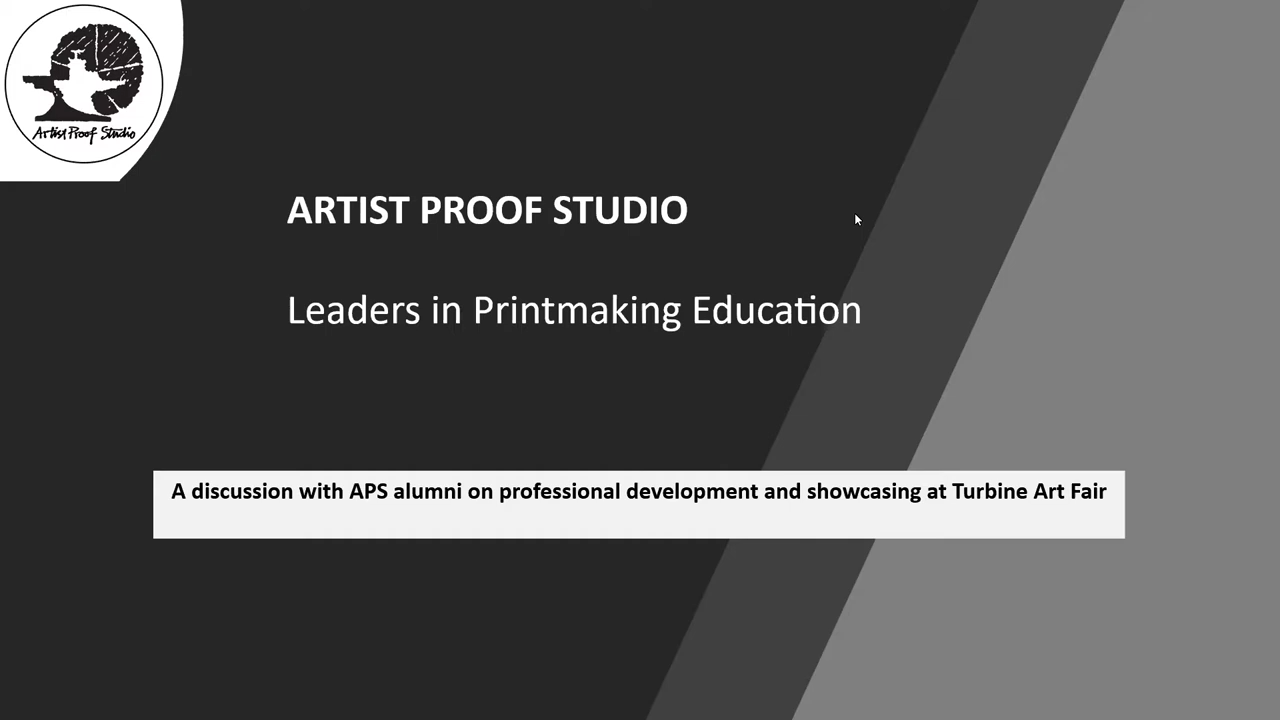 Artist Proof Studio
ARTIST PROOF STUDIO
Leaders in Printmaking Education
A discussion with APS alumni on professional development and showcasing at Turbine Art Fair